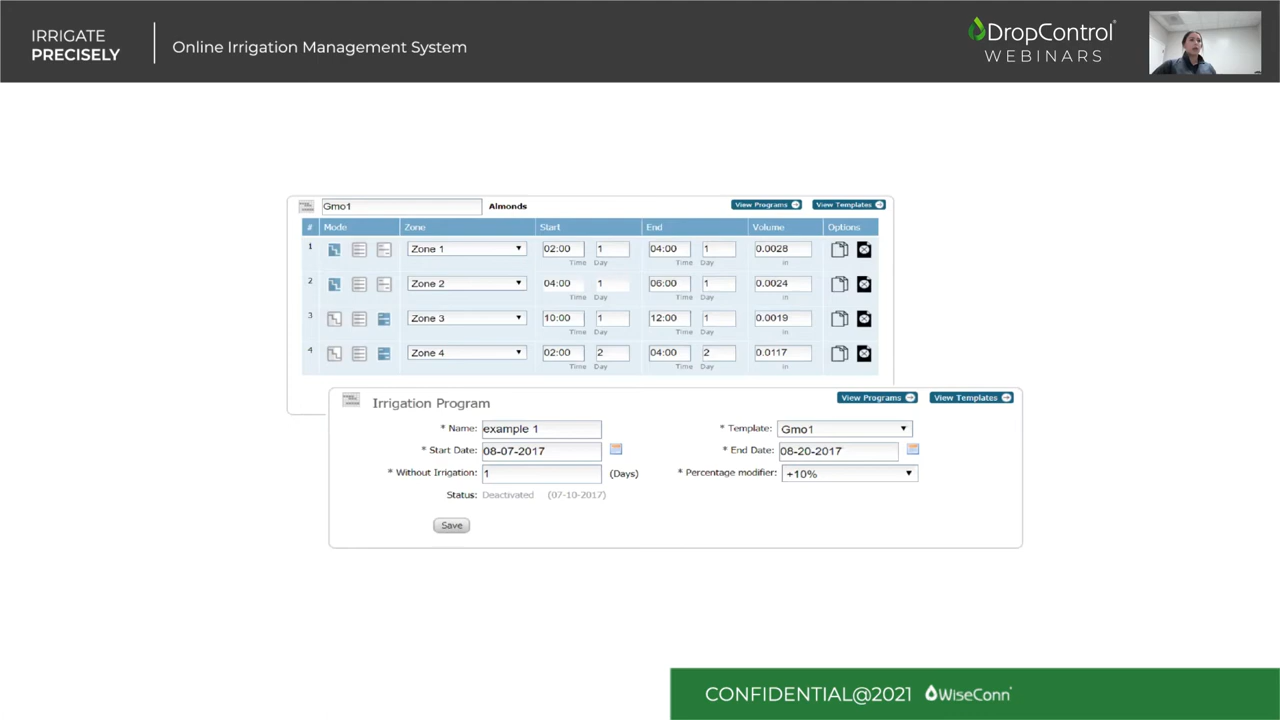 IRRIGATE
PRECISELY
Online Irrigation Management System
DropControl®
WEBINARS
Gmo1 Almonds View Programs View Templates
# Mode Zone Start End Volume Options
1 Zone 1 02:00 1 04:00 1 0.0028
Time Day Time Day in
2 Zone 2 04:00 1 06:00 1 0.0024
Time Day Time Day in
3 Zone 3 10:00 1 12:00 1 0.0019
Time Day Time Day in
4 Zone 4 02:00 2 04:00 2 0.0117
Time Day Time Day in
Irrigation Program View Programs View Templates
* Name: example 1 * Template: Gmo1
* Start Date: 08-07-2017 * End Date: 08-20-2017
* Without Irrigation: 1 (Days) * Percentage modifier: +10%
Status: Deactivated (07-10-2017)
Save
CONFIDENTIAL@2021 WiseConn®